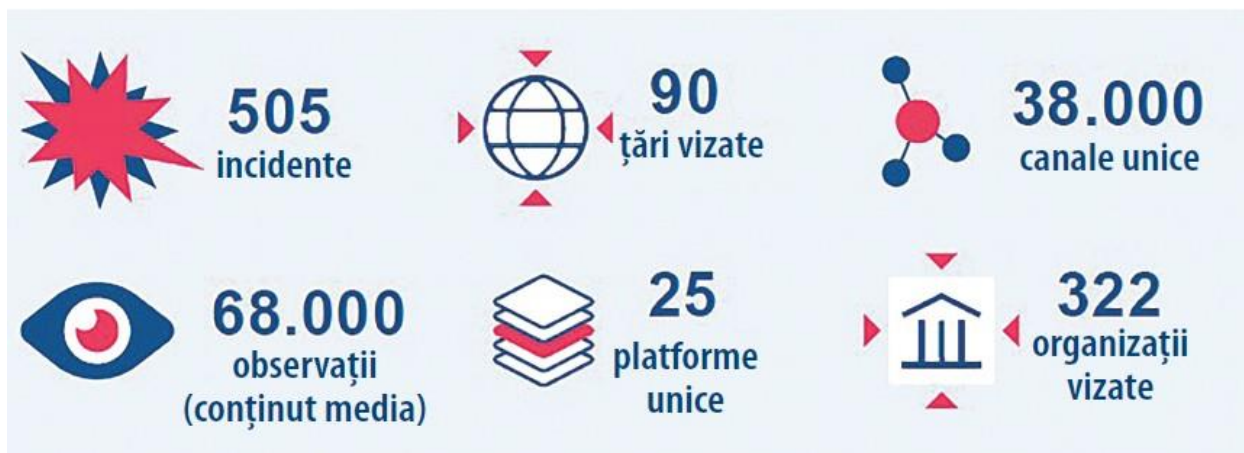 505
incidente
90
țări vizate
38.000
canale unice
68.000
observații
(conținut media)
25
platforme
unice
322
organizații
vizate